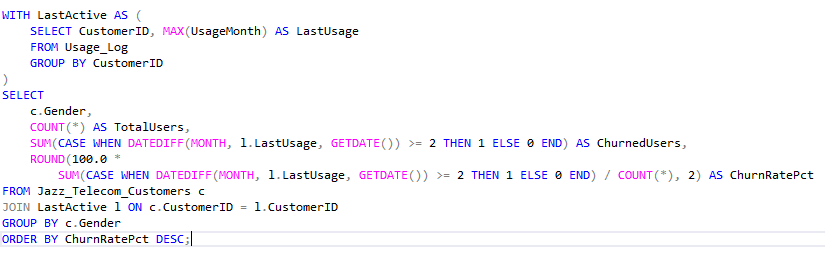 WITH LastActive AS (
    SELECT CustomerID, MAX(UsageMonth) AS LastUsage
    FROM Usage_Log
    GROUP BY CustomerID
)
SELECT
    c.Gender,
    COUNT(*) AS TotalUsers,
    SUM(CASE WHEN DATEDIFF(MONTH, l.LastUsage, GETDATE()) >= 2 THEN 1 ELSE 0 END) AS ChurnedUsers,
    ROUND(100.0 *
        SUM(CASE WHEN DATEDIFF(MONTH, l.LastUsage, GETDATE()) >= 2 THEN 1 ELSE 0 END) / COUNT(*), 2) AS ChurnRatePct
FROM Jazz_Telecom_Customers c
JOIN LastActive l ON c.CustomerID = l.CustomerID
GROUP BY c.Gender
ORDER BY ChurnRatePct DESC;